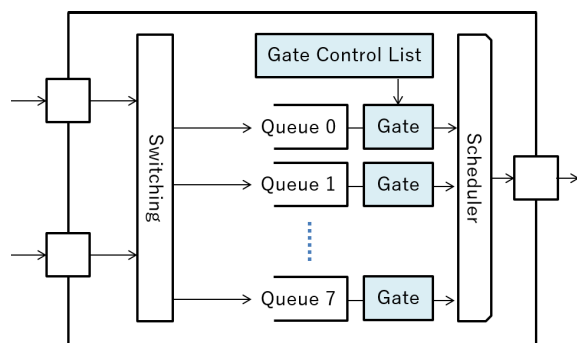 Gate Control List
Switching
Queue 0
Gate
Scheduler
Queue 1
Gate
Queue 7
Gate